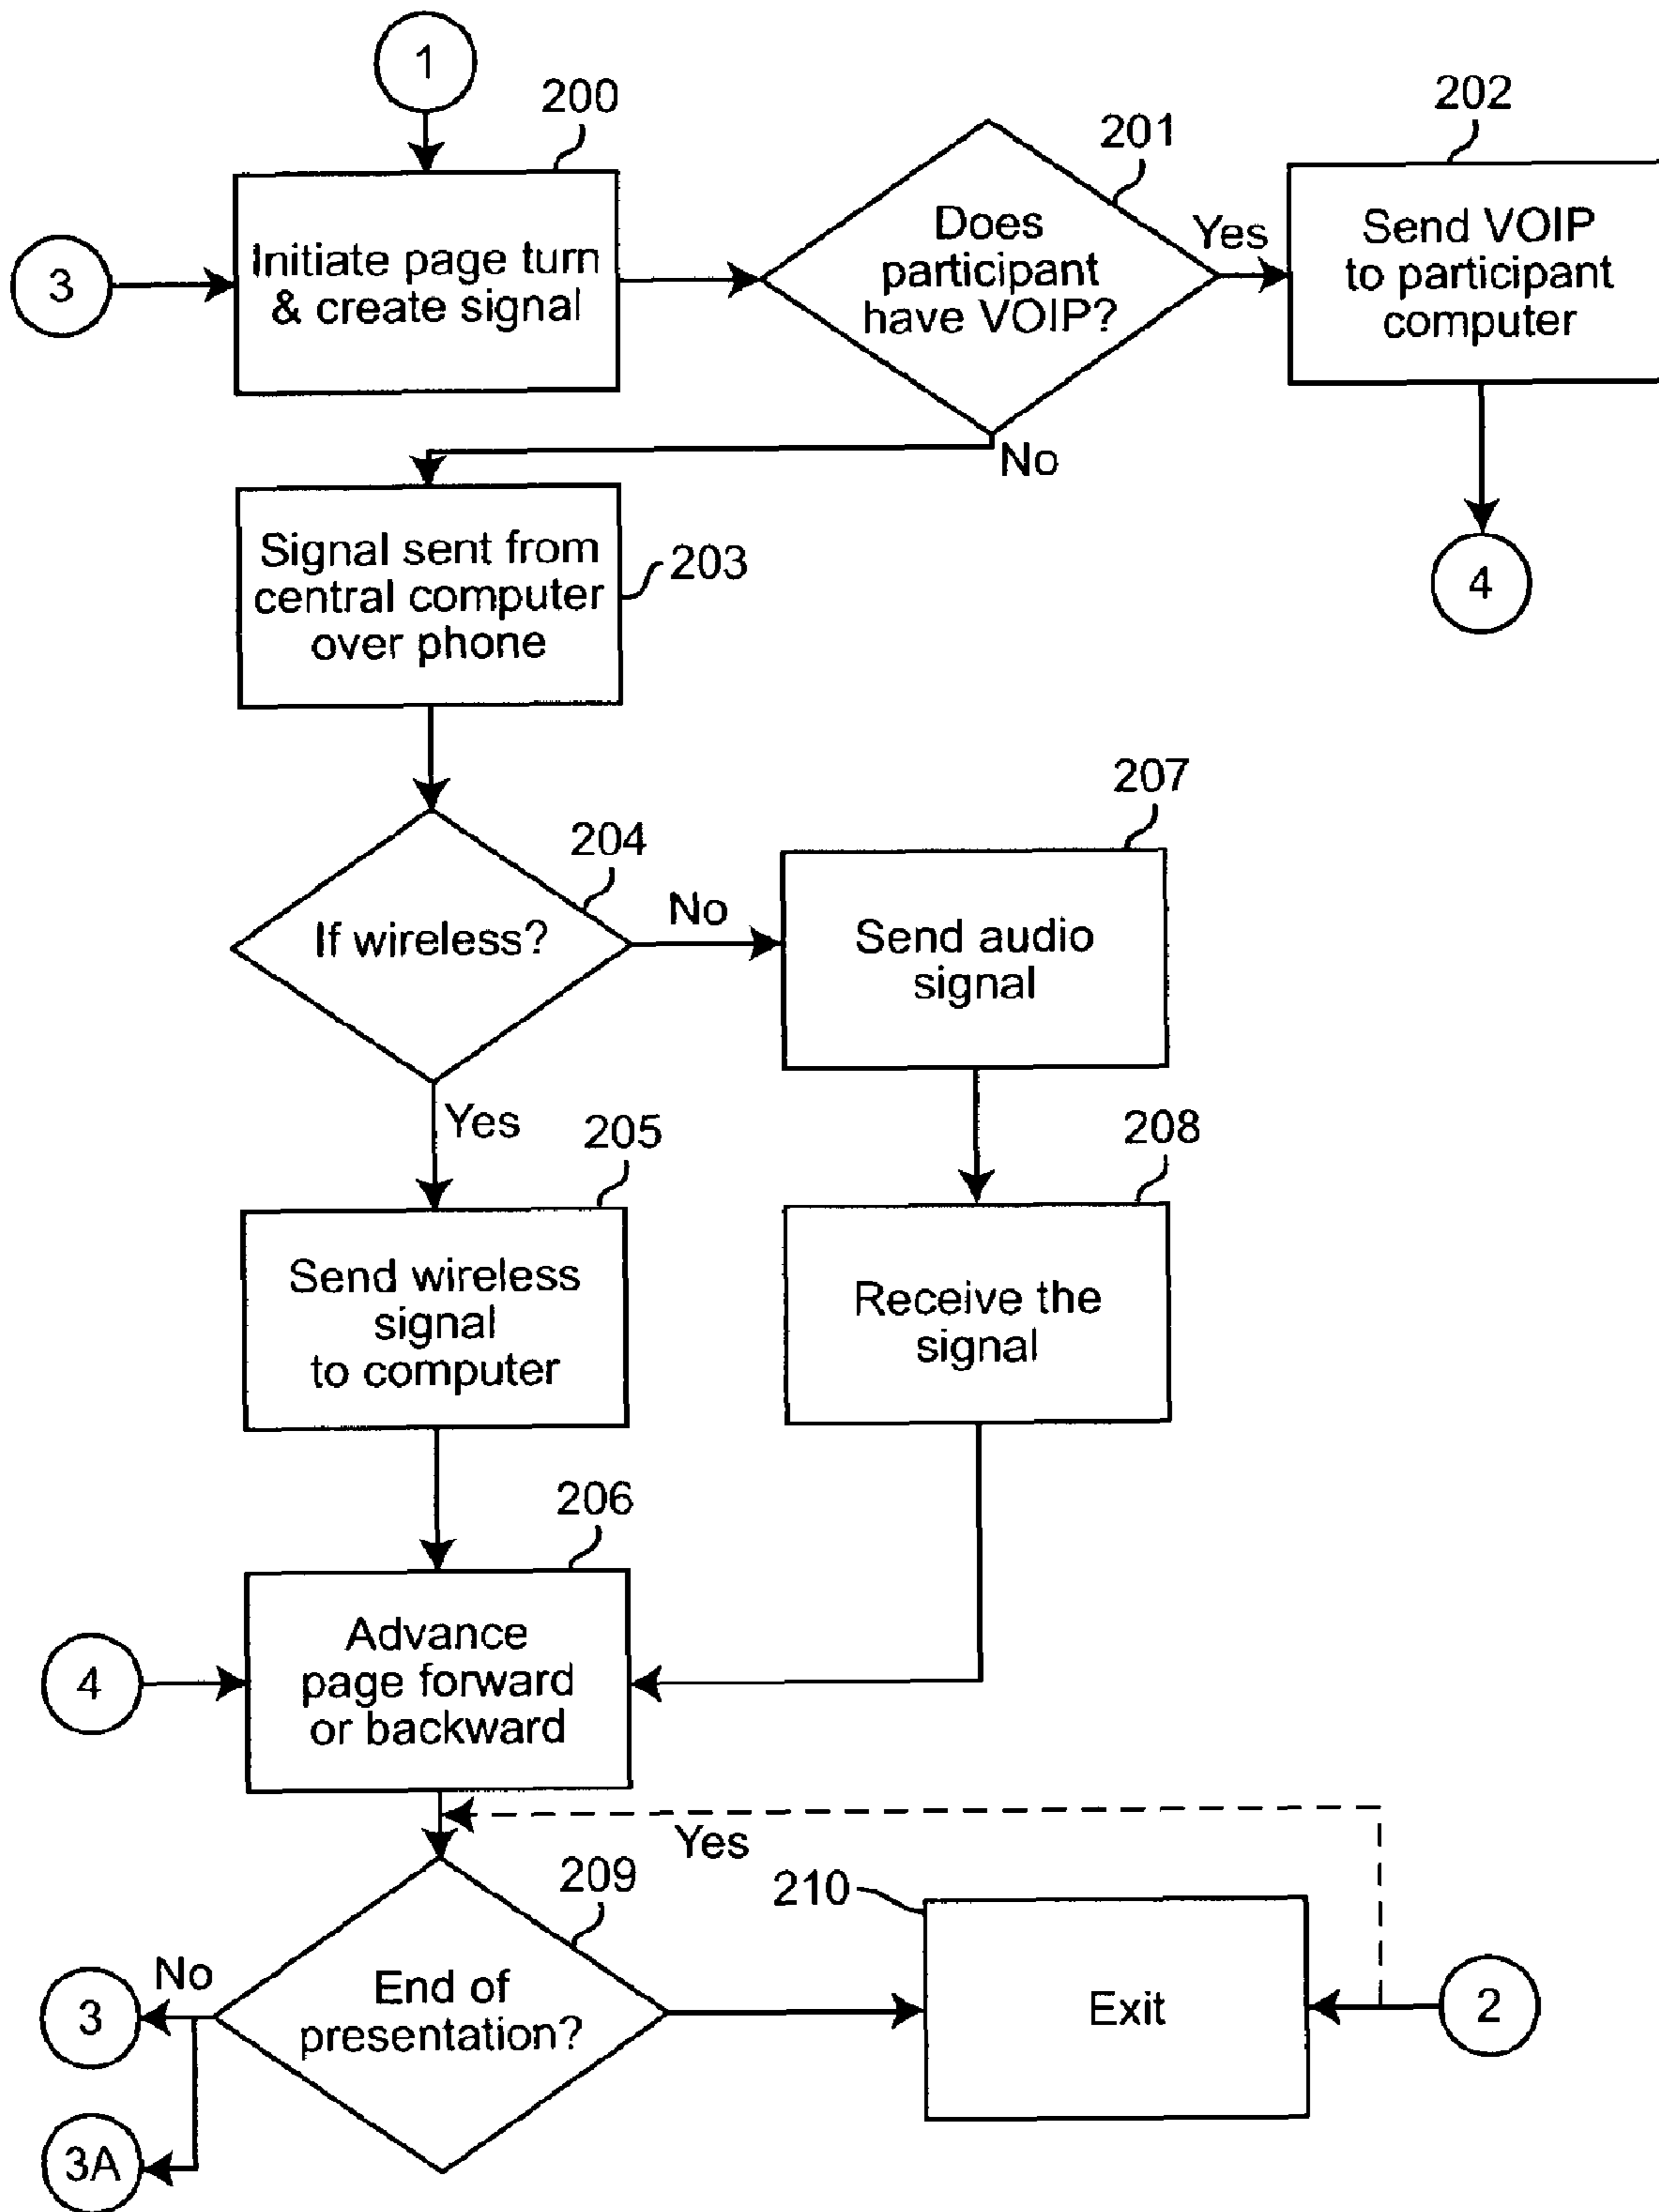 1
200
3
Initiate page turn
& create signal
201
Does
participant
have VOIP?
Yes
202
Send VOIP
to participant
computer
No
4
Signal sent from
central computer
over phone
203
204
If wireless?
No
207
Send audio
signal
Yes
205
Send wireless
signal
to computer
208
Receive the
signal
206
4
Advance
page forward
or backward
Yes
209
End of
presentation?
No
3
3A
210
Exit
2